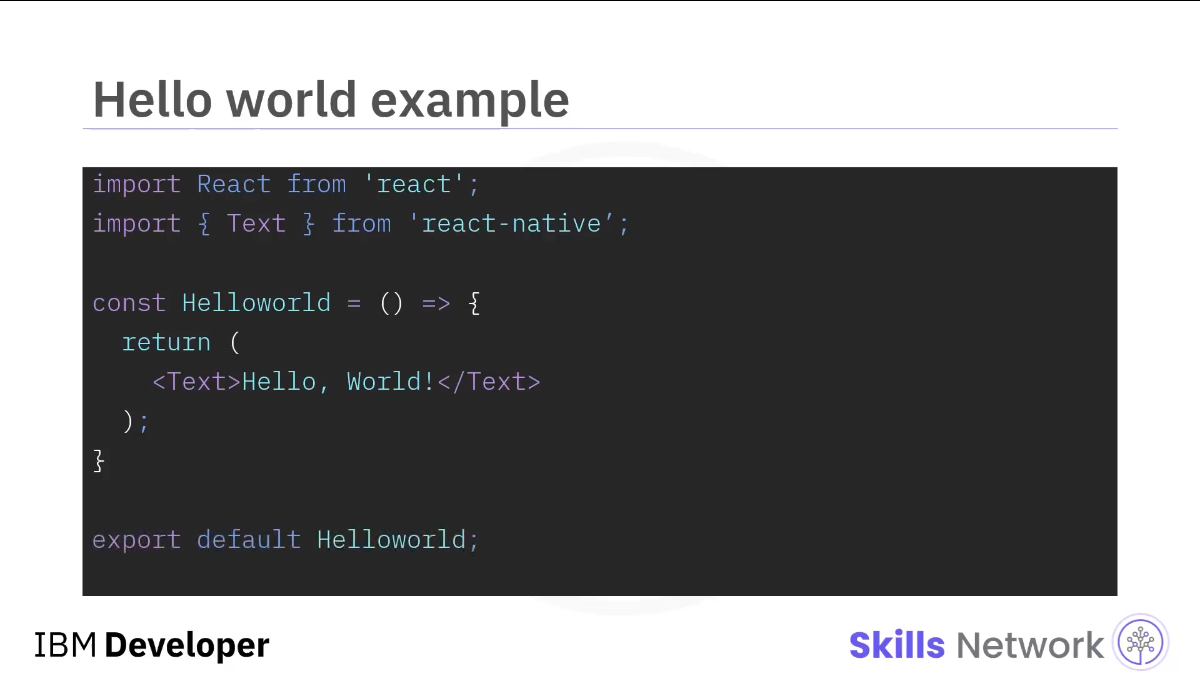 Hello world example
import React from 'react';
import { Text } from 'react-native’;
const Helloworld = () => {
return (
<Text>Hello, World!</Text>
);
}
export default Helloworld;
IBM Developer
Skills Network